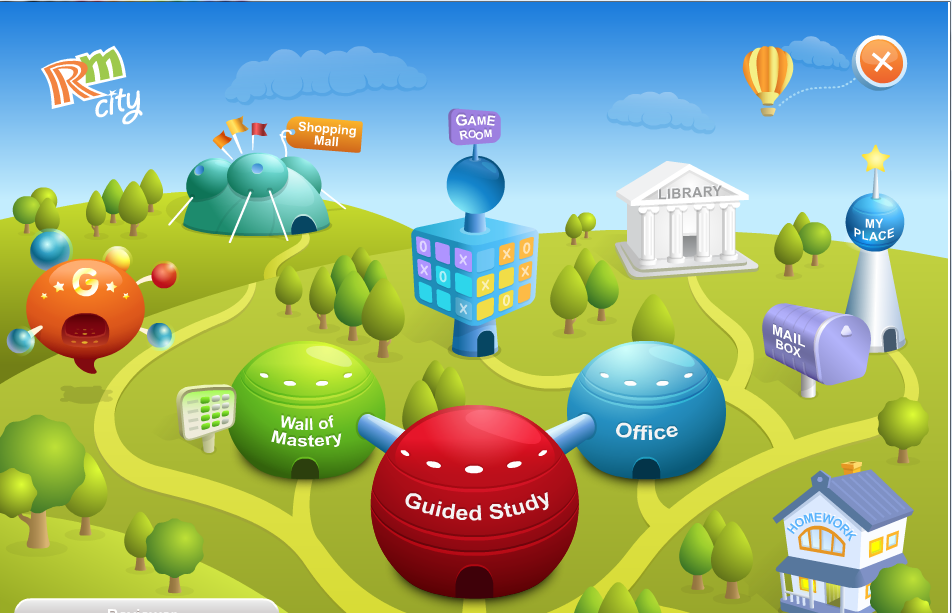 Rm
city
Shopping
Mall
GAME
ROOM
LIBRARY
MY
PLACE
G
O X X O
X O X
X O
MAIL
BOX
Wall of
Mastery
Office
Guided Study
HOMEWORK